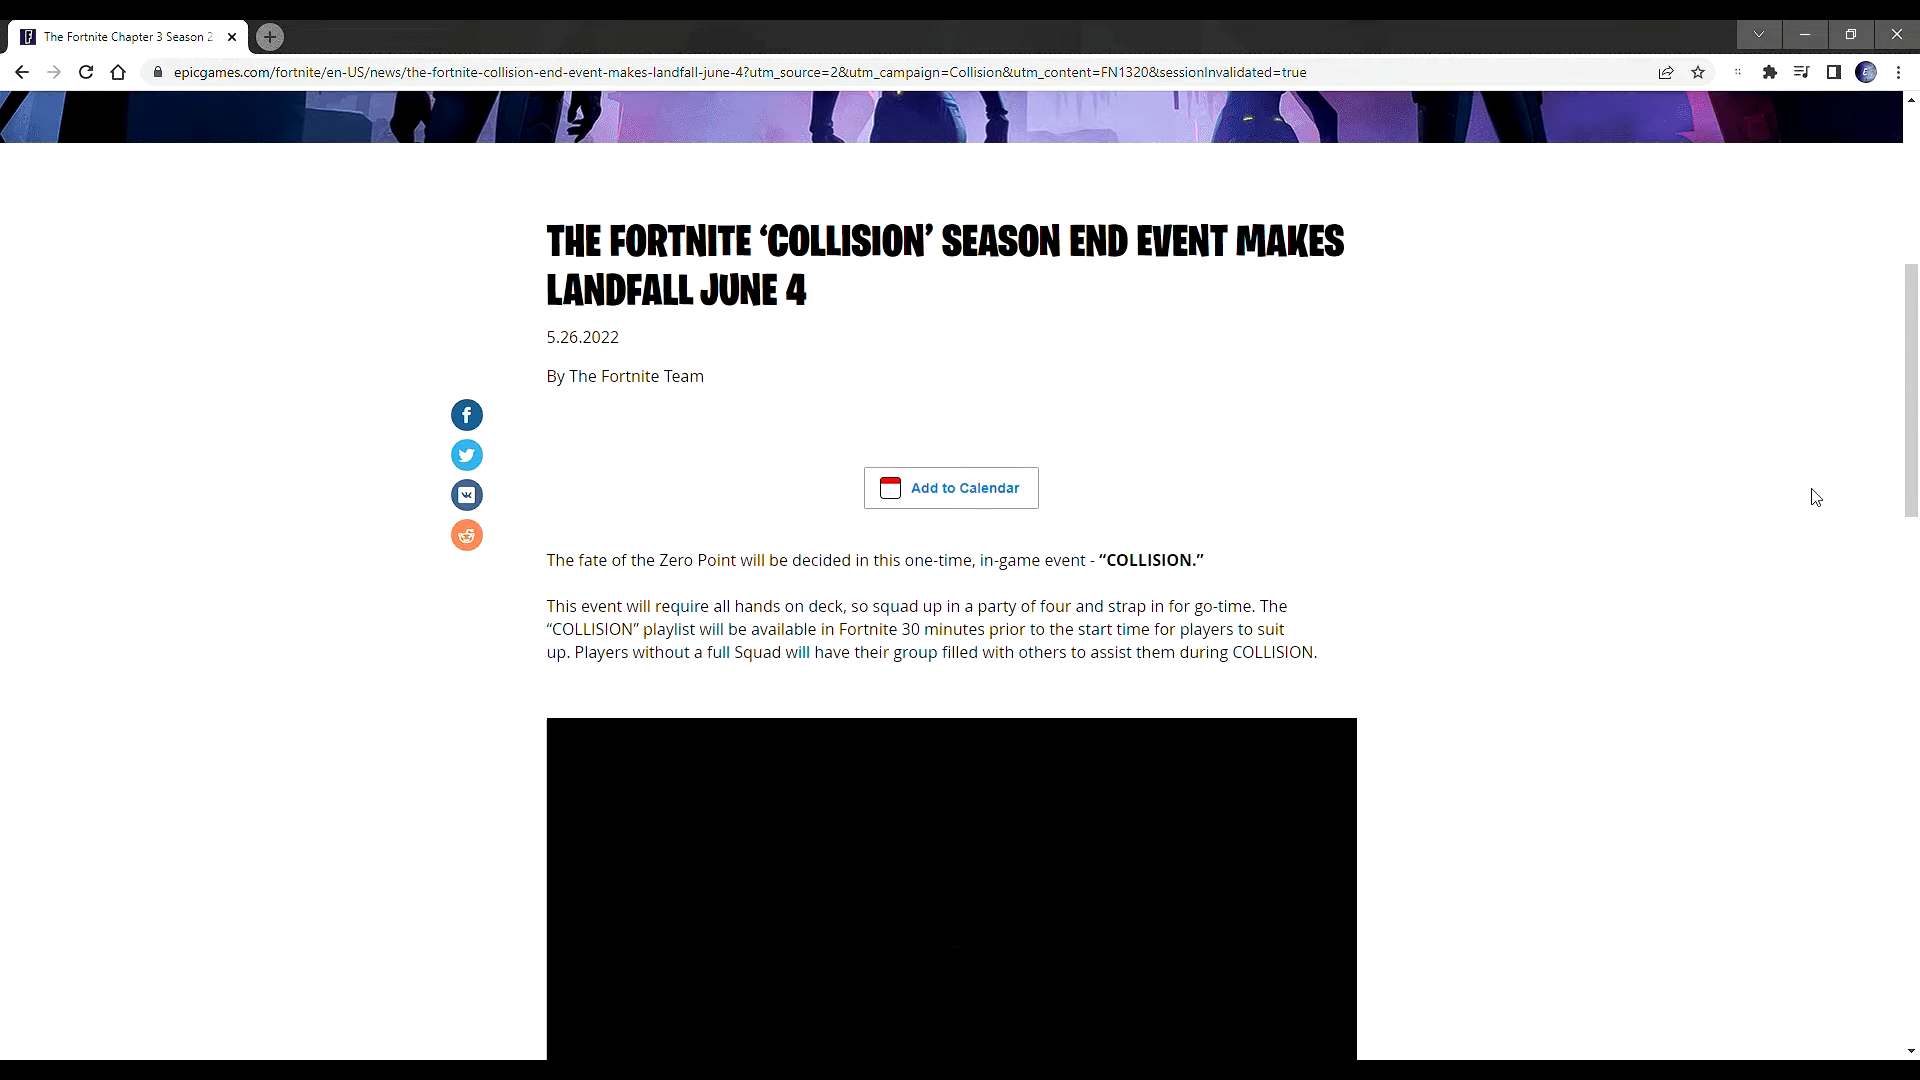 The Fortnite Chapter 3 Season 2
epicgames.com/fortnite/en-US/news/the-fortnite-collision-end-event-makes-landfall-june-4?utm_source=2&utm_campaign=Collision&utm_content=FN1320&sessionInvalidated=true
THE FORTNITE ‘COLLISION’ SEASON END EVENT MAKES
LANDFALL JUNE 4
5.26.2022
By The Fortnite Team
Add to Calendar
The fate of the Zero Point will be decided in this one-time, in-game event - “COLLISION.”
This event will require all hands on deck, so squad up in a party of four and strap in for go-time. The
“COLLISION” playlist will be available in Fortnite 30 minutes prior to the start time for players to suit
up. Players without a full Squad will have their group filled with others to assist them during COLLISION.